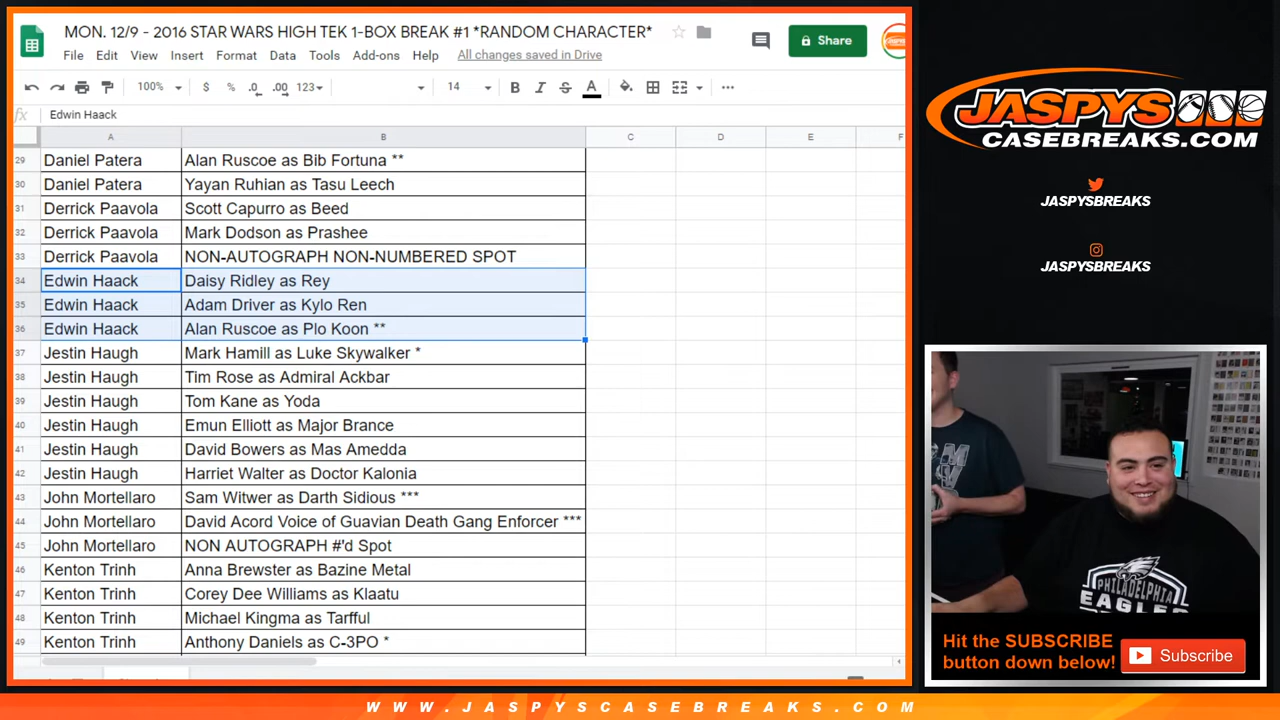 MON. 12/9 - 2016 STAR WARS HIGH TEK 1-BOX BREAK #1 *RANDOM CHARACTER*
Share
File Edit View Insert Format Data Tools Add-ons Help All changes saved in Drive
100% $ % .0 .00 123 14 B I S A
fx Edwin Haack
A B C D E F
29 Daniel Patera Alan Ruscoe as Bib Fortuna **
30 Daniel Patera Yayan Ruhian as Tasu Leech
31 Derrick Paavola Scott Capurro as Beed
32 Derrick Paavola Mark Dodson as Prashee
33 Derrick Paavola NON-AUTOGRAPH NON-NUMBERED SPOT
34 Edwin Haack Daisy Ridley as Rey
35 Edwin Haack Adam Driver as Kylo Ren
36 Edwin Haack Alan Ruscoe as Plo Koon **
37 Jestin Haugh Mark Hamill as Luke Skywalker *
38 Jestin Haugh Tim Rose as Admiral Ackbar
39 Jestin Haugh Tom Kane as Yoda
40 Jestin Haugh Emun Elliott as Major Brance
41 Jestin Haugh David Bowers as Mas Amedda
42 Jestin Haugh Harriet Walter as Doctor Kalonia
43 John Mortellaro Sam Witwer as Darth Sidious ***
44 John Mortellaro David Acord Voice of Guavian Death Gang Enforcer ***
45 John Mortellaro NON AUTOGRAPH #'d Spot
46 Kenton Trinh Anna Brewster as Bazine Metal
47 Kenton Trinh Corey Dee Williams as Klaatu
48 Kenton Trinh Michael Kingma as Tarfful
49 Kenton Trinh Anthony Daniels as C-3PO *
JASPYS
CASEBREAKS.COM
JASPYSBREAKS
JASPYSBREAKS
PHILADELPHIA
EAGLES
Hit the SUBSCRIBE
button down below!
Subscribe
WWW.JASPYSCASEBREAKS.COM